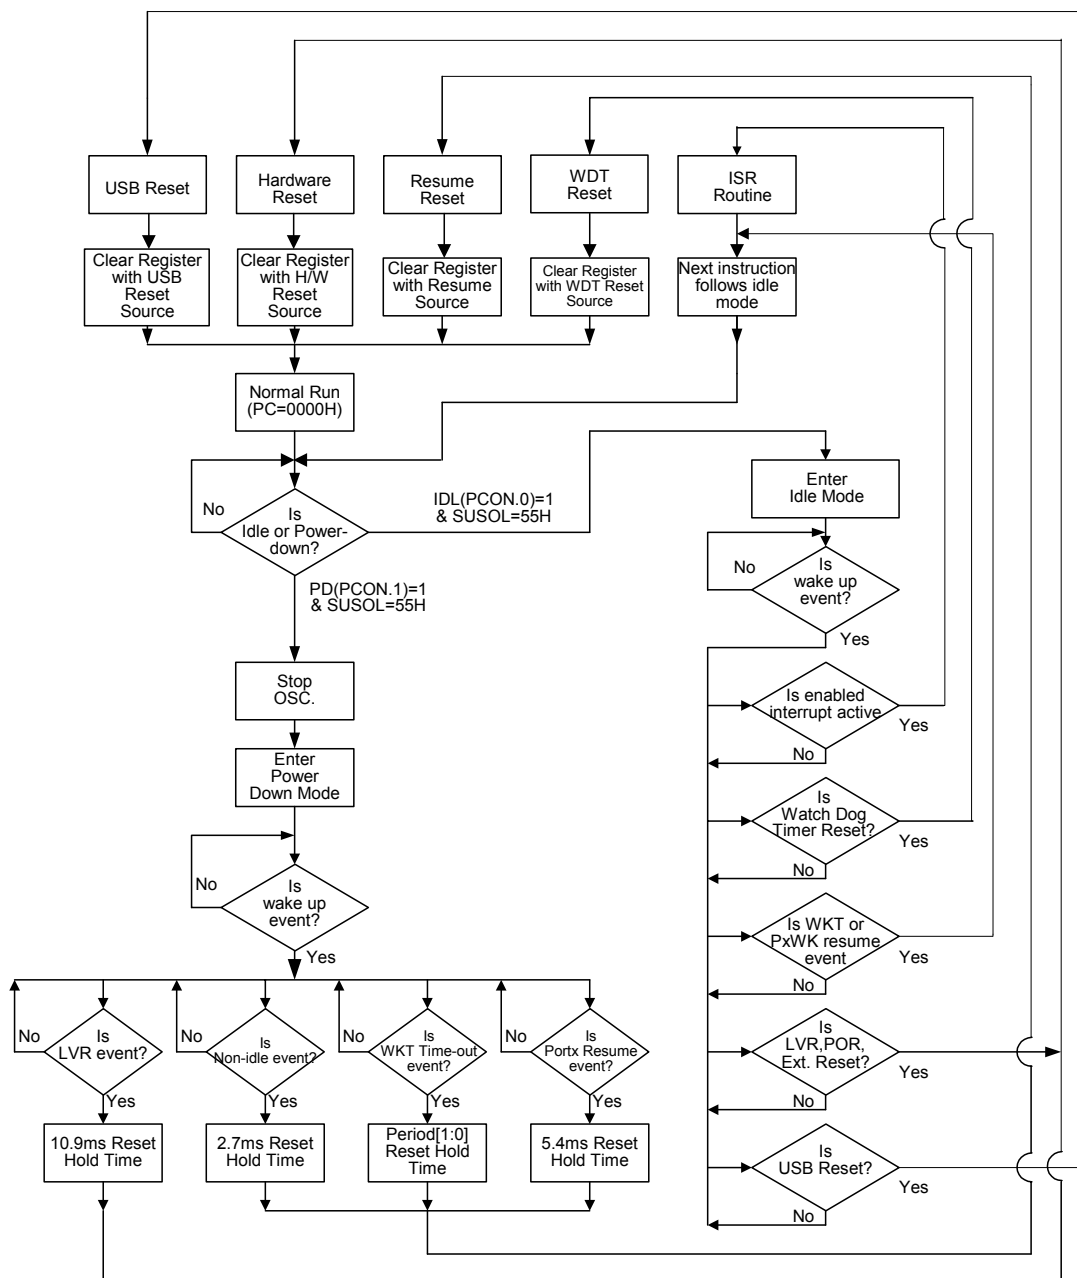 USB Reset
Hardware
Reset
Resume
Reset
WDT
Reset
ISR
Routine
Clear Register
with USB
Reset
Source
Clear Register
with H/W
Reset
Source
Clear Register
with Resume
Source
Clear Register
with WDT Reset
Source
Next instruction
follows idle
mode
Normal Run
(PC=0000H)
No
Is
Idle or Power-
down?
IDL(PCON.0)=1
& SUSOL=55H
Enter
Idle Mode
PD(PCON.1)=1
& SUSOL=55H
No
Is
wake up
event?
Yes
Stop
OSC.
Is enabled
interrupt active
Yes
No
Enter
Power
Down Mode
Is
Watch Dog
Timer Reset?
Yes
No
No
Is
wake up
event?
Yes
Is WKT or
PxWK resume
event
Yes
No
No
Is
LVR event?
Yes
No
Is
Non-idle event?
Yes
No
Is
WKT Time-out
event?
Yes
No
Is
Portx Resume
event?
Yes
Is
LVR,POR,
Ext. Reset?
Yes
No
10.9ms Reset
Hold Time
2.7ms Reset
Hold Time
Period[1:0]
Reset Hold
Time
5.4ms Reset
Hold Time
Is
USB Reset?
Yes
No